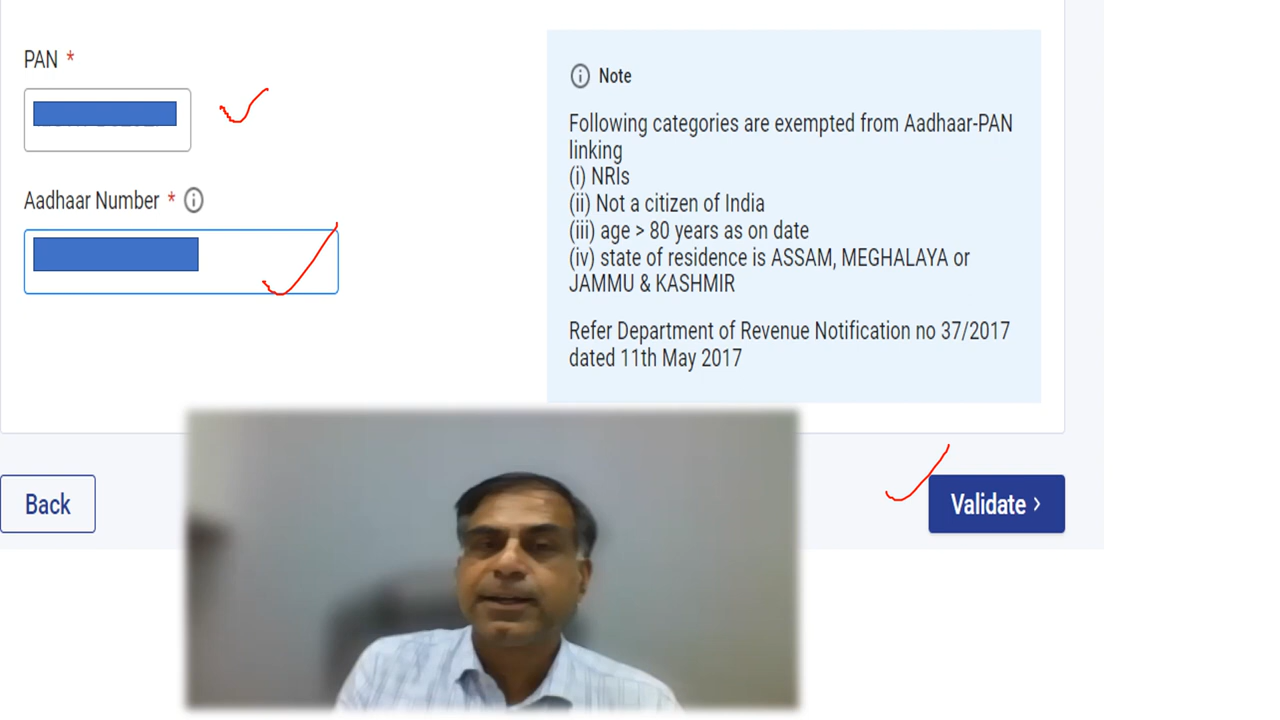 PAN *
Aadhaar Number *
Note
Following categories are exempted from Aadhaar-PAN
linking
(i) NRIs
(ii) Not a citizen of India
(iii) age > 80 years as on date
(iv) state of residence is ASSAM, MEGHALAYA or
JAMMU & KASHMIR
Refer Department of Revenue Notification no 37/2017
dated 11th May 2017
Back
Validate >